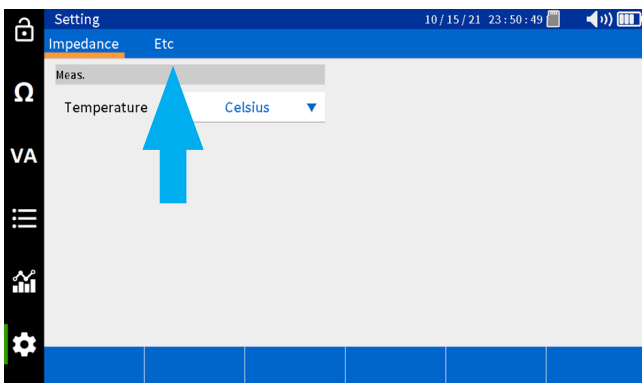 Setting 10/15/21 23:50:49
Impedance Etc
Meas.
Ω
Temperature Celsius
VA